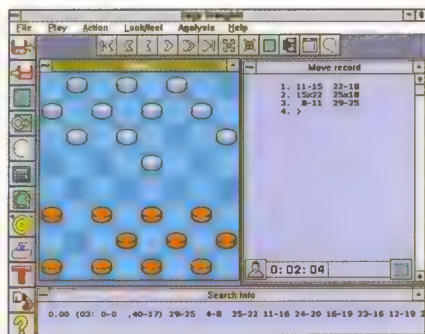 File Play Action Look/feel Analysis Help
Move record
1. 11-15 22-18
2. 15x22 25x18
3. 8-11 29-25
4. >
0:02:04
Search Info
0.00 (03: 0-0 ,40-17) 29-25 4-8 25-22 11-16 24-20 16-19 23-16 12-19 2